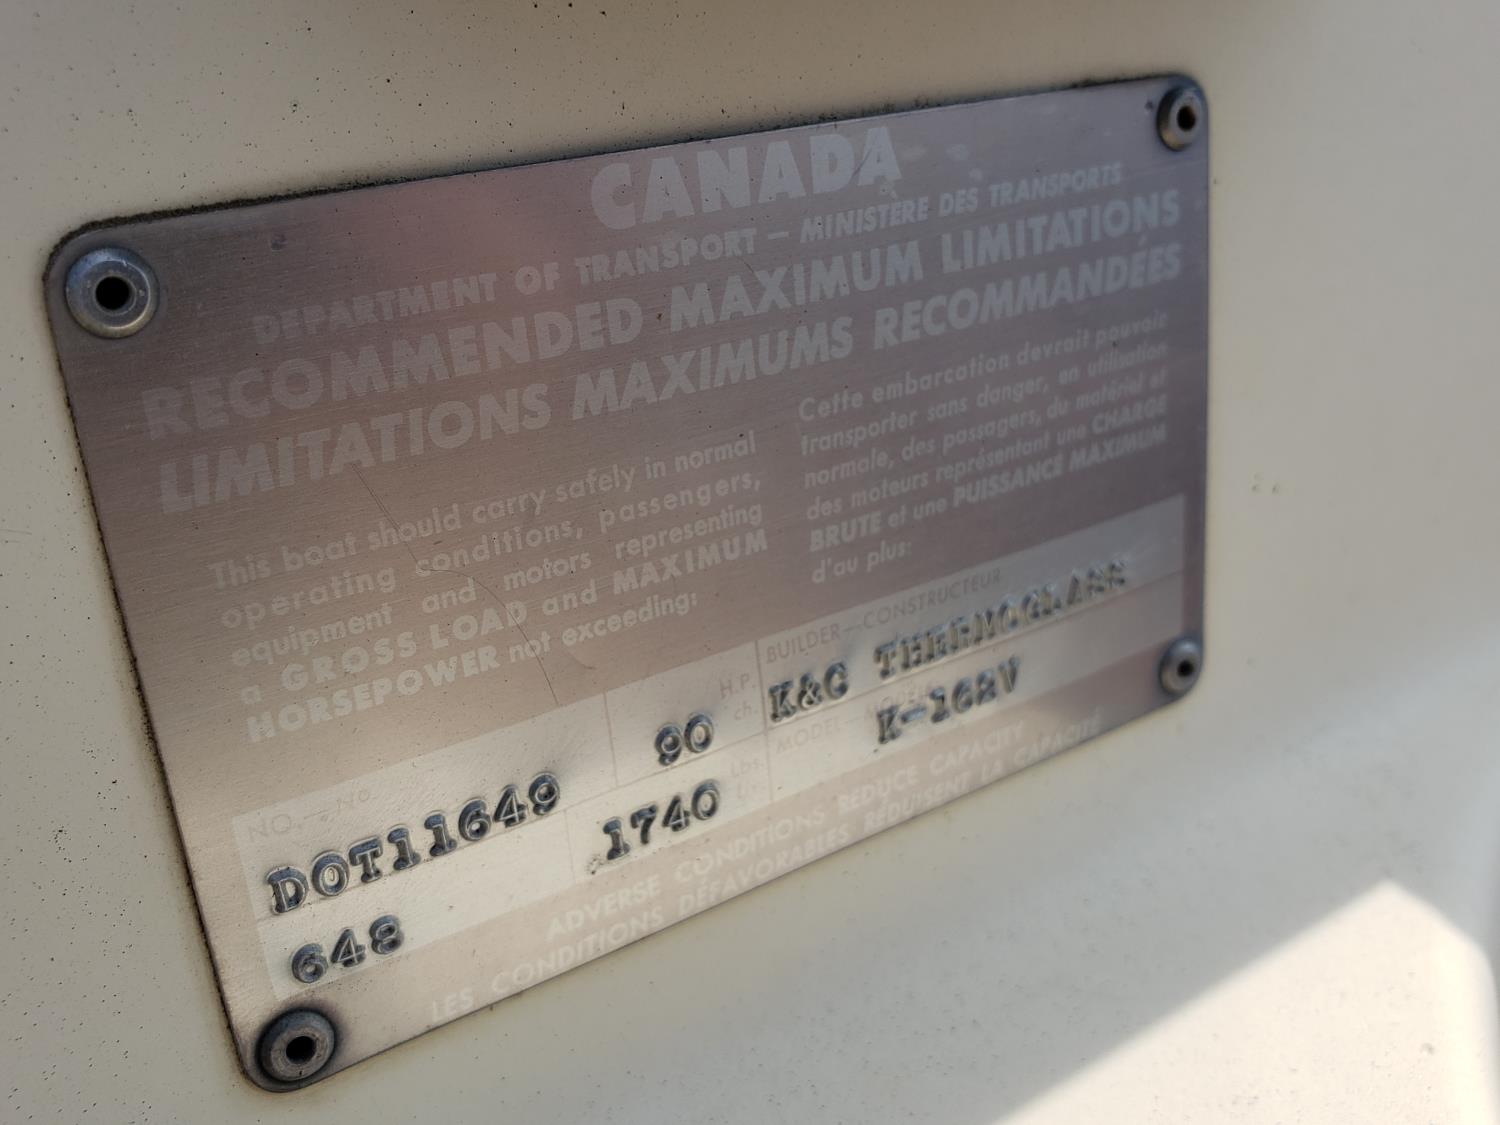 CANADA
DEPARTMENT OF TRANSPORT — MINISTÈRE DES TRANSPORTS
RECOMMENDED MAXIMUM LIMITATIONS
LIMITATIONS MAXIMUMS RECOMMANDÉES
This boat should carry safely in normal
operating conditions, passengers,
equipment and motors representing
a GROSS LOAD and MAXIMUM
HORSEPOWER not exceeding:
Cette embarcation devrait pouvoir
transporter sans danger, en utilisation
normale, des passagers, du matériel et
des moteurs représentant une CHARGE
BRUTE et une PUISSANCE MAXIMUM
d'au plus:
NO.—No
DOT11649
648
90 H.P.
ch.
1740 Lbs.
BUILDER—CONSTRUCTEUR
K&C THERMOGLASS
MODEL—MODÈLE
K-162V
ADVERSE CONDITIONS REDUCE CAPACITY
LES CONDITIONS DÉFAVORABLES RÉDUISENT LA CAPACITÉ